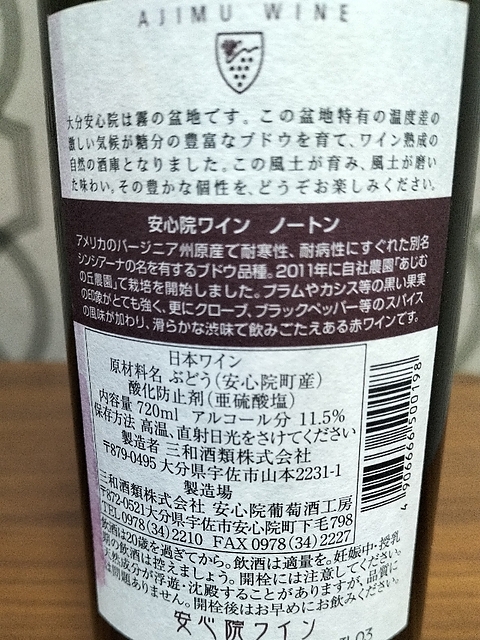 AJIMU WINE
大分安心院は霧の盆地です。この盆地特有の温度差の
激しい気候が糖分の豊富なブドウを育て、ワイン熟成の
自然の酒庫となりました。この風土が育み、風土が磨い
た味わい。その豊かな個性を、どうぞお楽しみください。
安心院ワイン ノートン
アメリカのバージニア州原産で耐寒性、耐病性にすぐれた別名
シンシアーナの名を有するブドウ品種。2011年に自社農園「あじむ
の丘農園」で栽培を開始しました。プラムやカシス等の黒い果実
の印象がとても強く、更にクローブ、ブラックペッパー等のスパイス
の風味が加わり、滑らかな渋味で飲みごたえある赤ワインです。
日本ワイン
原材料名 ぶどう(安心院町産)
酸化防止剤(亜硫酸塩)
内容量 720ml アルコール分 11.5%
保存方法 高温、直射日光をさけてください
製造者 三和酒類株式会社
〒879-0495 大分県宇佐市山本2231-1
製造場
三和酒類株式会社 安心院葡萄酒工房
〒872-0521大分県宇佐市安心院町下毛798
TEL0978(34)2210 FAX0978(34)2227
飲酒は20歳を過ぎてから。飲酒は適量を。妊娠中・授乳
期の飲酒は控えましょう。開栓には注意してください。
天然成分が浮遊・沈殿することがありますが、品質に
は問題ありません。開栓後はお早めにお飲みください。
安心院ワイン
4 906666 500198